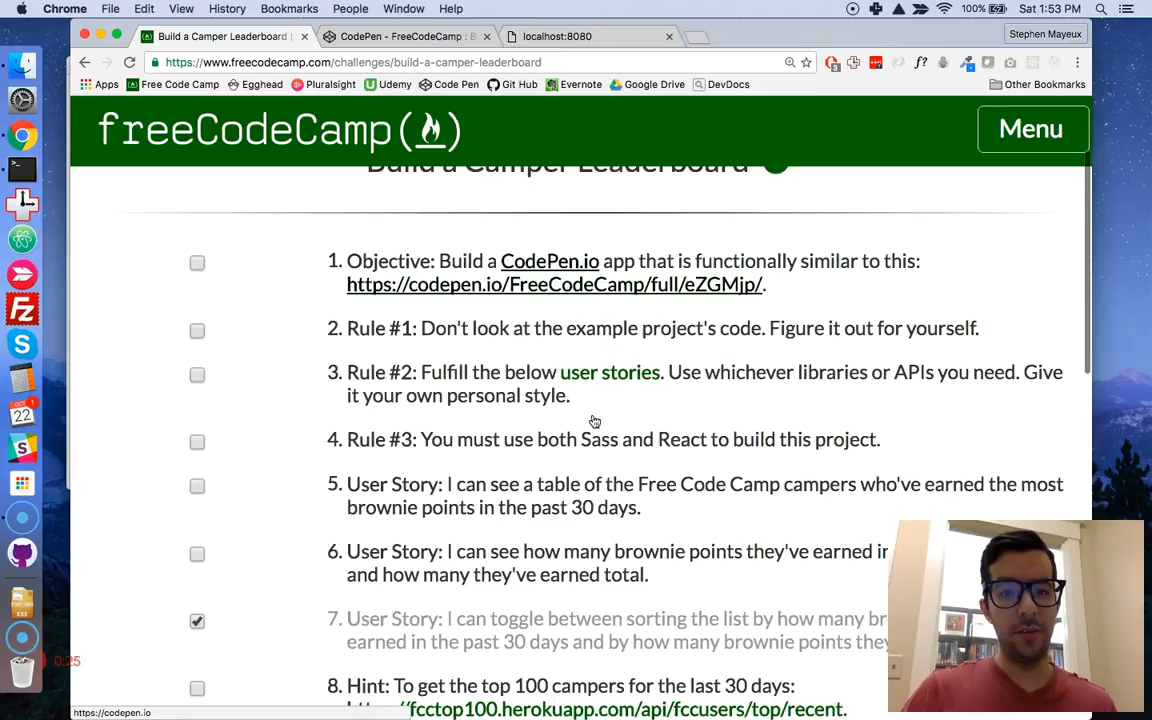 Chrome File Edit View History Bookmarks People Window Help 100% Sat 1:53 PM
Build a Camper Leaderboard | CodePen - FreeCodeCamp : B localhost:8080 Stephen Mayeux
https://www.freecodecamp.com/challenges/build-a-camper-leaderboard
Apps Free Code Camp Egghead Pluralsight Udemy Code Pen Git Hub Evernote Google Drive DevDocs Other Bookmarks
freeCodeCamp( ) Menu
Build a Camper Leaderboard
1. Objective: Build a CodePen.io app that is functionally similar to this:
https://codepen.io/FreeCodeCamp/full/eZGMjp/.
2. Rule #1: Don't look at the example project's code. Figure it out for yourself.
3. Rule #2: Fulfill the below user stories. Use whichever libraries or APIs you need. Give
it your own personal style.
4. Rule #3: You must use both Sass and React to build this project.
5. User Story: I can see a table of the Free Code Camp campers who've earned the most
brownie points in the past 30 days.
6. User Story: I can see how many brownie points they've earned in
and how many they've earned total.
7. User Story: I can toggle between sorting the list by how many br
earned in the past 30 days and by how many brownie points they
8. Hint: To get the top 100 campers for the last 30 days:
https://fcctop100.herokuapp.com/api/fccusers/top/recent.
https://codepen.io
0:25
OCT
22
EXE